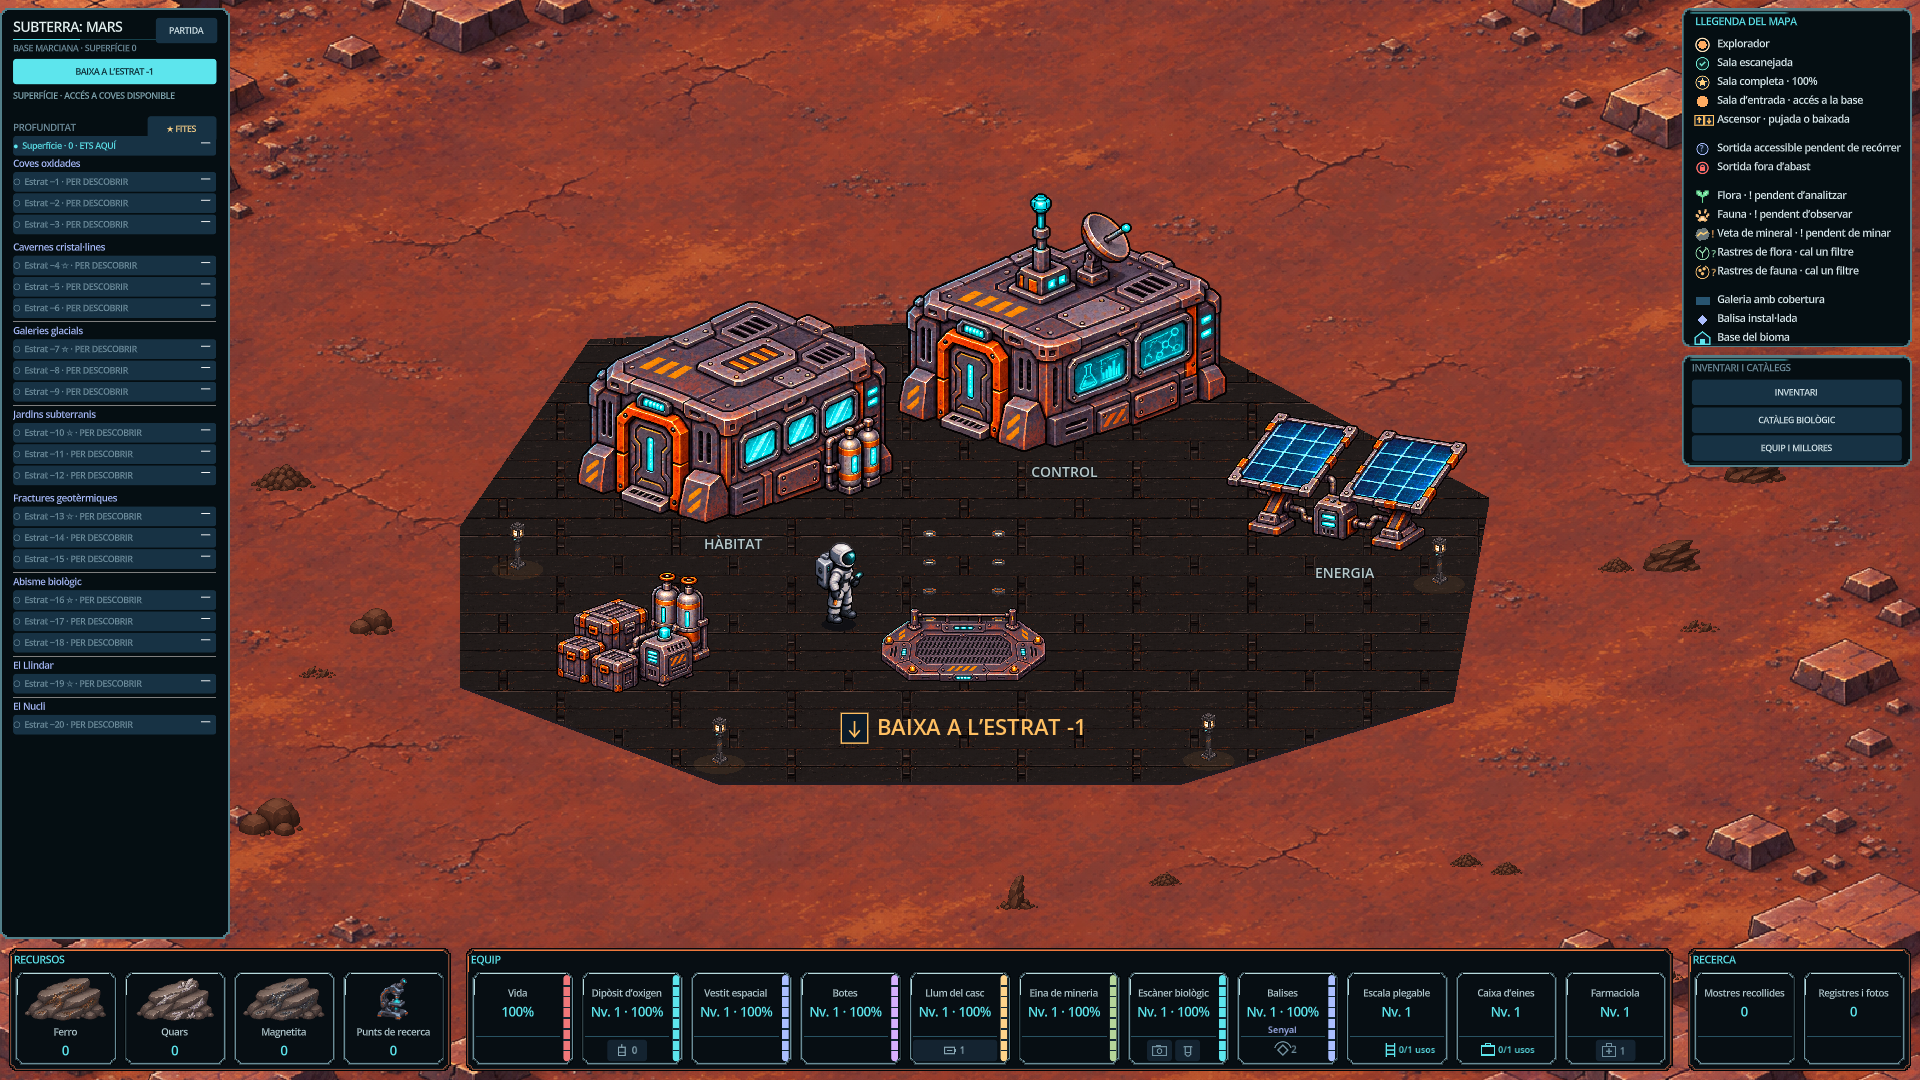 SUBTERRA: MARS
PARTIDA
BASE MARCIANA · SUPERFÍCIE 0
BAIXA A L'ESTRAT -1
SUPERFÍCIE · ACCÉS A COVES DISPONIBLE
PROFUNDITAT
★ FITES
Superfície · 0 · ETS AQUÍ
Coves oxidades
Estrat −1 · PER DESCOBRIR
Estrat −2 · PER DESCOBRIR
Estrat −3 · PER DESCOBRIR
Cavernes cristal·lines
Estrat −4 ☆ · PER DESCOBRIR
Estrat −5 · PER DESCOBRIR
Estrat −6 · PER DESCOBRIR
Galeries glacials
Estrat −7 ☆ · PER DESCOBRIR
Estrat −8 · PER DESCOBRIR
Estrat −9 · PER DESCOBRIR
Jardins subterranis
Estrat −10 ☆ · PER DESCOBRIR
Estrat −11 · PER DESCOBRIR
Estrat −12 · PER DESCOBRIR
Fractures geotèrmiques
Estrat −13 ☆ · PER DESCOBRIR
Estrat −14 · PER DESCOBRIR
Estrat −15 · PER DESCOBRIR
Abisme biològic
Estrat −16 ☆ · PER DESCOBRIR
Estrat −17 · PER DESCOBRIR
Estrat −18 · PER DESCOBRIR
El Llindar
Estrat −19 ☆ · PER DESCOBRIR
El Nucli
Estrat −20 · PER DESCOBRIR
CONTROL
HÀBITAT
ENERGIA
BAIXA A L'ESTRAT -1
LLEGENDA DEL MAPA
Explorador
Sala escanejada
Sala completa · 100%
Sala d'entrada · accés a la base
Ascensor · pujada o baixada
Sortida accessible pendent de recórrer
Sortida fora d'abast
Flora · ! pendent d'analitzar
Fauna · ! pendent d'observar
Veta de mineral · ! pendent de minar
Rastres de flora · cal un filtre
Rastres de fauna · cal un filtre
Galeria amb cobertura
Balisa instal·lada
Base del bioma
INVENTARI I CATÀLEGS
INVENTARI
CATÀLEG BIOLÒGIC
EQUIP I MILLORES
RECURSOS
Ferro
0
Quars
0
Magnetita
0
Punts de recerca
0
EQUIP
Vida
100%
Dipòsit d'oxigen
Nv. 1 · 100%
0
Vestit espacial
Nv. 1 · 100%
Botes
Nv. 1 · 100%
Llum del casc
Nv. 1 · 100%
1
Eina de mineria
Nv. 1 · 100%
Escàner biològic
Nv. 1 · 100%
Balises
Nv. 1 · 100%
Senyal
2
Escala plegable
Nv. 1
0/1 usos
Caixa d'eines
Nv. 1
0/1 usos
Farmaciola
Nv. 1
1
RECERCA
Mostres recollides
0
Registres i fotos
0